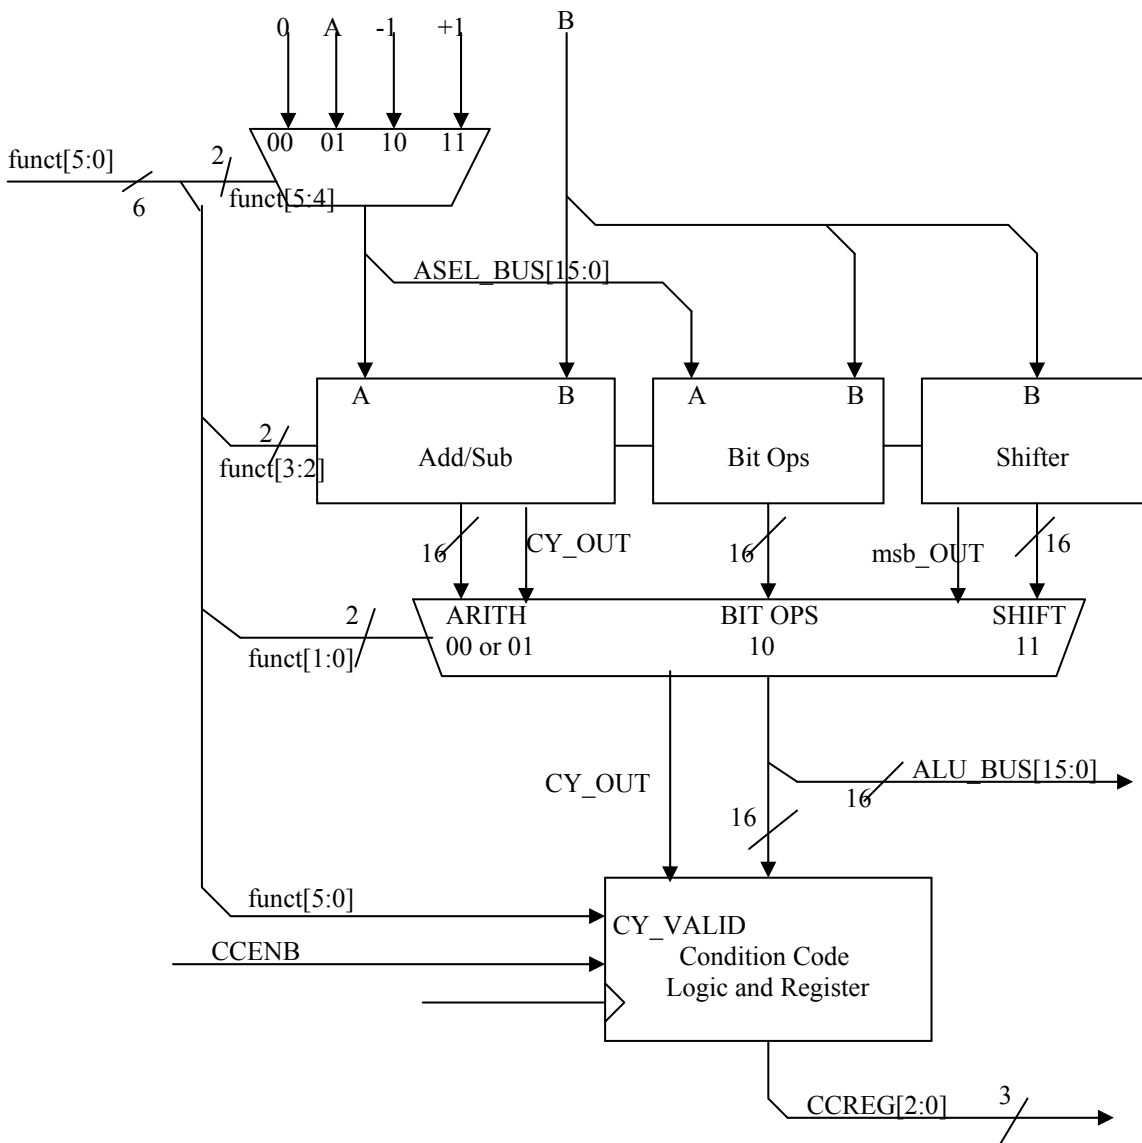 0 A -1 +1 B
00 01 10 11
funct[5:0]
6
2
funct[5:4]
ASEL_BUS[15:0]
A B
Add/Sub
A B
Bit Ops
B
Shifter
2
funct[3:2]
16
CY_OUT
16
msb_OUT
16
2
funct[1:0]
ARITH
00 or 01
BIT OPS
10
SHIFT
11
CY_OUT
16
16
ALU_BUS[15:0]
funct[5:0]
CCENB
CY_VALID
Condition Code
Logic and Register
CCREG[2:0]
3